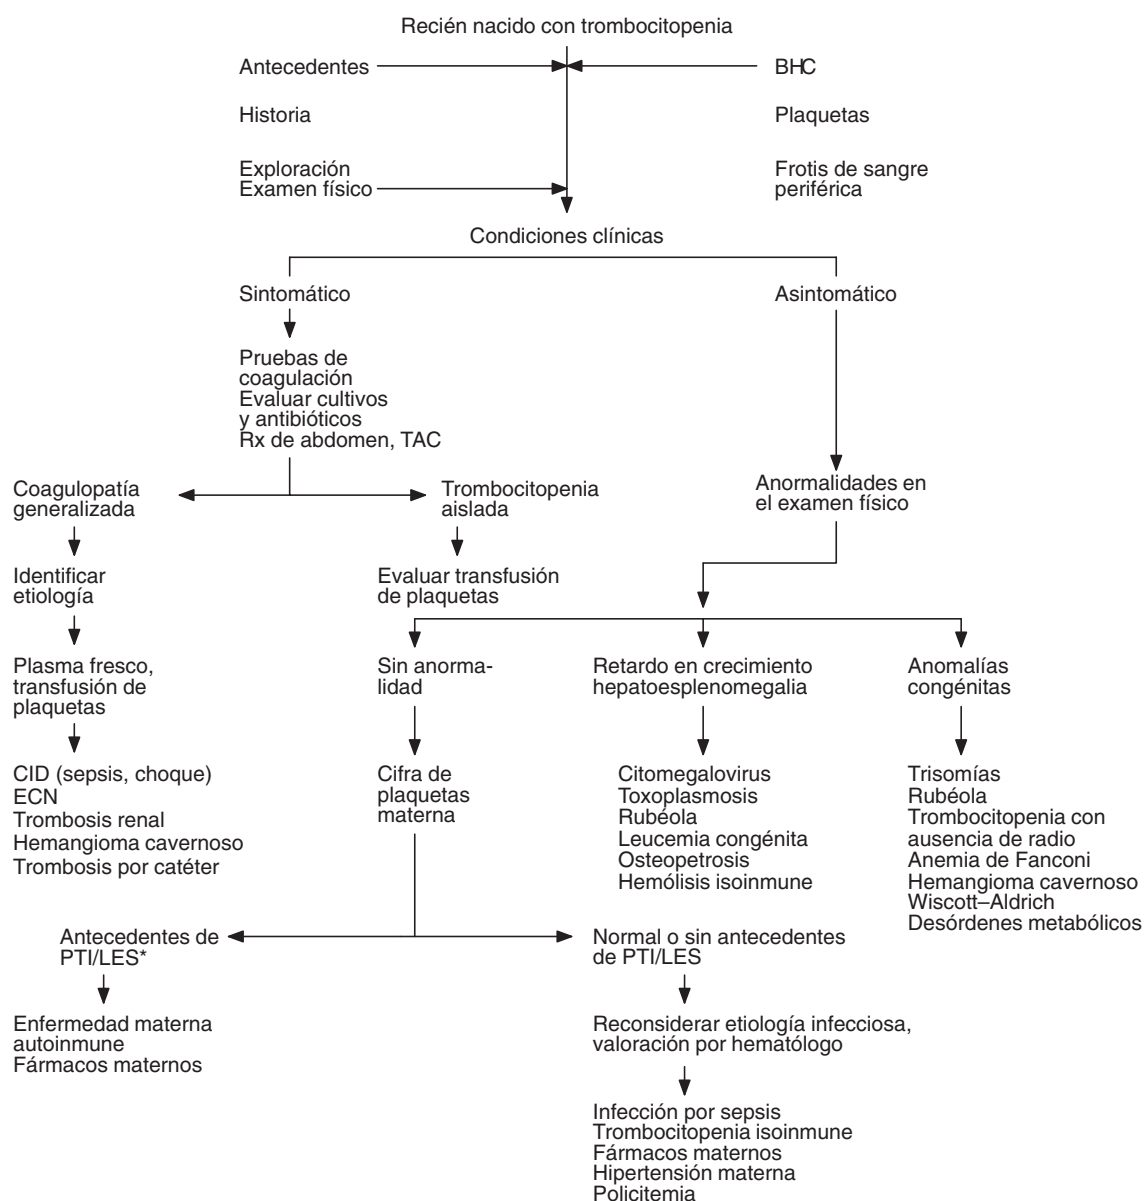 Recién nacido con trombocitopenia
Antecedentes
BHC
Historia
Plaquetas
Exploración
Examen físico
Frotis de sangre
periférica
Condiciones clínicas
Sintomático
Asintomático
Pruebas de
coagulación
Evaluar cultivos
y antibióticos
Rx de abdomen, TAC
Coagulopatía
generalizada
Trombocitopenia
aislada
Anormalidades en
el examen físico
Identificar
etiología
Evaluar transfusión
de plaquetas
Plasma fresco,
transfusión de
plaquetas
Sin anorma-
lidad
Retardo en crecimiento
hepatoesplenomegalia
Anomalías
congénitas
CID (sepsis, choque)
ECN
Trombosis renal
Hemangioma cavernoso
Trombosis por catéter
Cifra de
plaquetas
materna
Citomegalovirus
Toxoplasmosis
Rubéola
Leucemia congénita
Osteopetrosis
Hemólisis isoinmune
Trisomías
Rubéola
Trombocitopenia con
ausencia de radio
Anemia de Fanconi
Hemangioma cavernoso
Wiscott–Aldrich
Desórdenes metabólicos
Antecedentes de
PTI/LES*
Normal o sin antecedentes
de PTI/LES
Enfermedad materna
autoinmune
Fármacos maternos
Reconsiderar etiología infecciosa,
valoración por hematólogo
Infección por sepsis
Trombocitopenia isoinmune
Fármacos maternos
Hipertensión materna
Policitemia